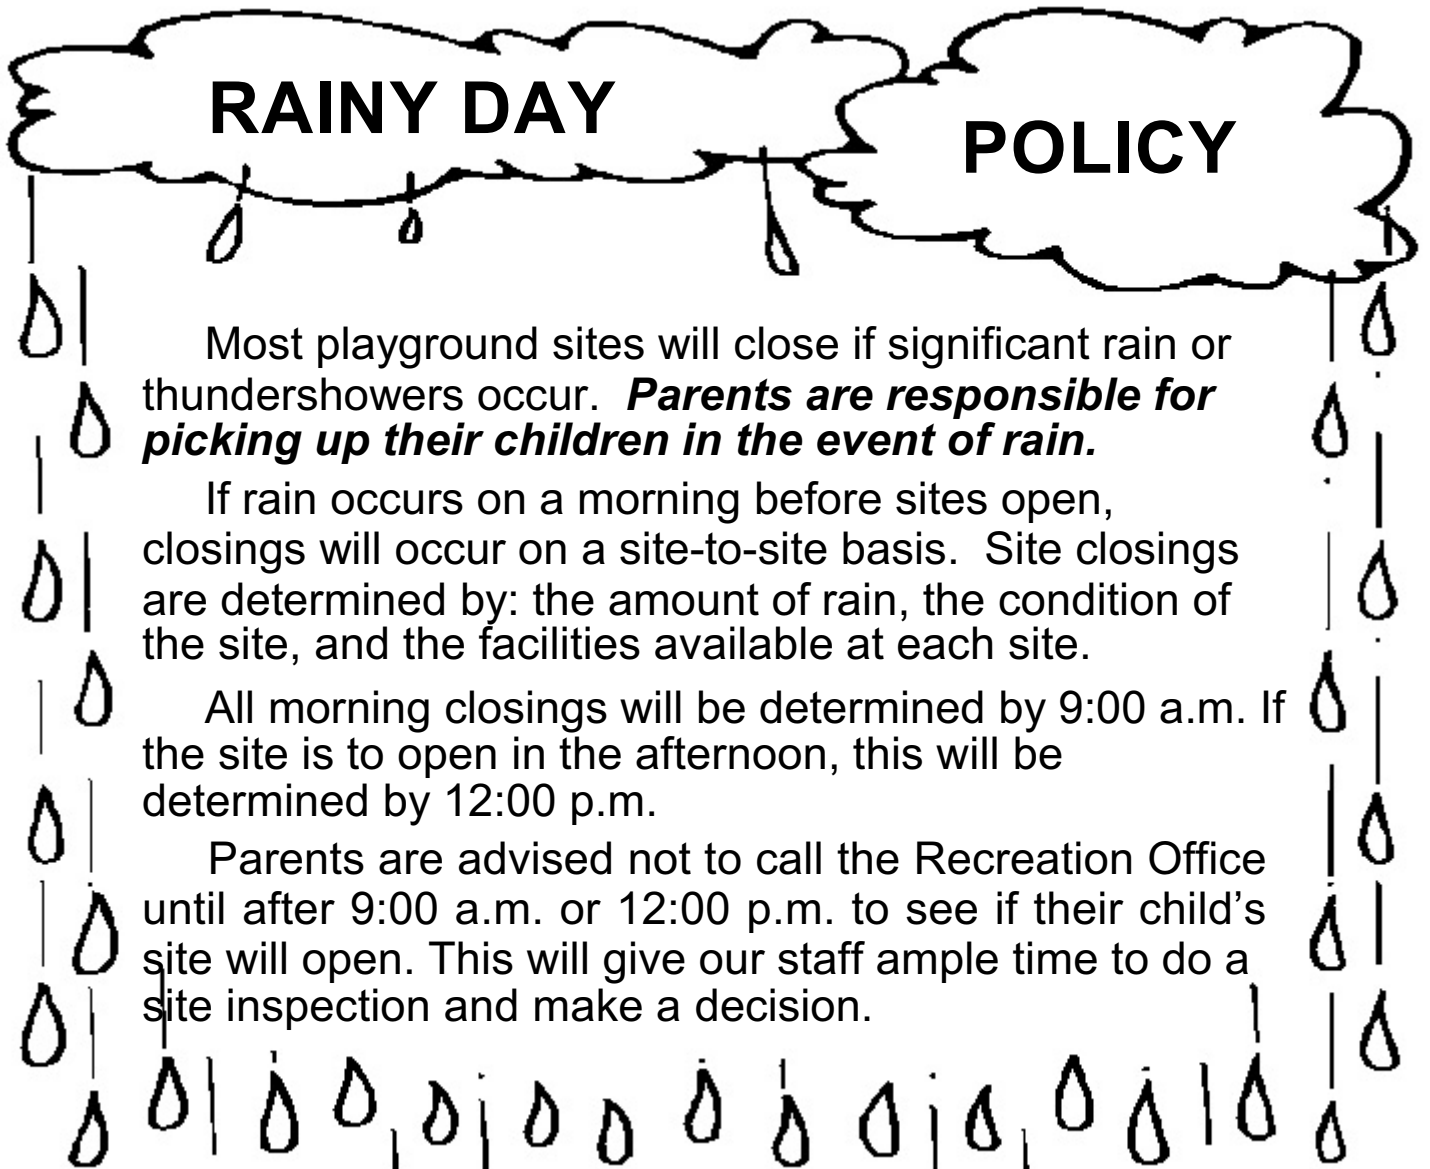 RAINY DAY
POLICY
Most playground sites will close if significant rain or
thundershowers occur.  Parents are responsible for
picking up their children in the event of rain.
If rain occurs on a morning before sites open,
closings will occur on a site-to-site basis.  Site closings
are determined by: the amount of rain, the condition of
the site, and the facilities available at each site.
All morning closings will be determined by 9:00 a.m. If
the site is to open in the afternoon, this will be
determined by 12:00 p.m.
Parents are advised not to call the Recreation Office
until after 9:00 a.m. or 12:00 p.m. to see if their child’s
site will open. This will give our staff ample time to do a
site inspection and make a decision.